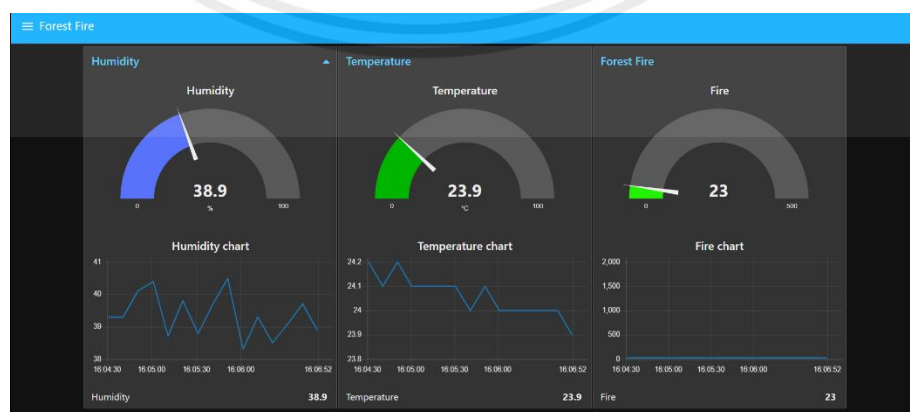 Forest Fire
Humidity
Humidity
38.9
%
0
100
Humidity chart
41
40
39
38
16:04:30 16:05:00 16:05:30 16:06:00 16:06:52
Humidity 38.9
Temperature
Temperature
23.9
°C
0
100
Temperature chart
24.2
24.1
24
23.9
23.8
16:04:30 16:05:00 16:05:30 16:06:00 16:06:52
Temperature 23.9
Forest Fire
Fire
23
0
500
Fire chart
2,000
1,500
1,000
500
0
16:04:30 16:05:00 16:05:30 16:06:00 16:06:52
Fire 23